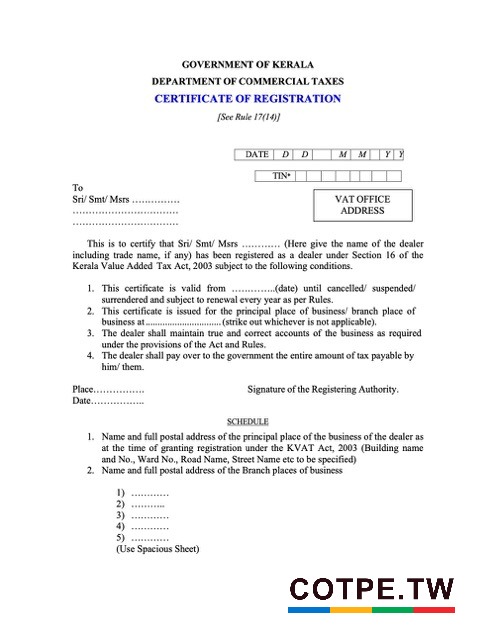 GOVERNMENT OF KERALA
DEPARTMENT OF COMMERCIAL TAXES
CERTIFICATE OF REGISTRATION
[See Rule 17(14)]
DATE D D M M Y Y
TIN*
To
Sri/ Smt/ Msrs ……………
……………………………
……………………………
VAT OFFICE
ADDRESS
This is to certify that Sri/ Smt/ Msrs ………… (Here give the name of the dealer
including trade name, if any) has been registered as a dealer under Section 16 of the
Kerala Value Added Tax Act, 2003 subject to the following conditions.
1. This certificate is valid from …………..(date) until cancelled/ suspended/
surrendered and subject to renewal every year as per Rules.
2. This certificate is issued for the principal place of business/ branch place of
business at..............................(strike out whichever is not applicable).
3. The dealer shall maintain true and correct accounts of the business as required
under the provisions of the Act and Rules.
4. The dealer shall pay over to the government the entire amount of tax payable by
him/ them.
Place……………. Signature of the Registering Authority.
Date……………..
SCHEDULE
1. Name and full postal address of the principal place of the business of the dealer as
at the time of granting registration under the KVAT Act, 2003 (Building name
and No., Ward No., Road Name, Street Name etc to be specified)
2. Name and full postal address of the Branch places of business
1) …………
2) ………..
3) …………
4) …………
5) …………
(Use Spacious Sheet)
COTPE.TW